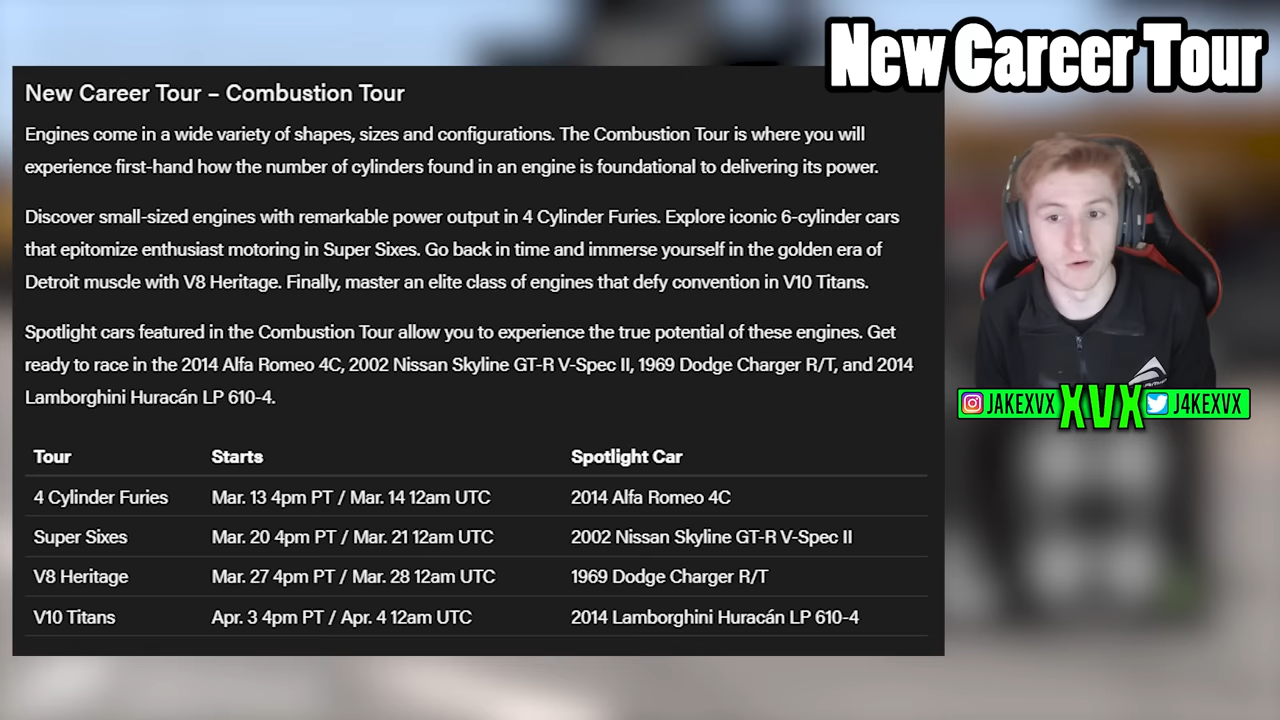 New Career Tour
New Career Tour – Combustion Tour
Engines come in a wide variety of shapes, sizes and configurations. The Combustion Tour is where you will
experience first-hand how the number of cylinders found in an engine is foundational to delivering its power.
Discover small-sized engines with remarkable power output in 4 Cylinder Furies. Explore iconic 6-cylinder cars
that epitomize enthusiast motoring in Super Sixes. Go back in time and immerse yourself in the golden era of
Detroit muscle with V8 Heritage. Finally, master an elite class of engines that defy convention in V10 Titans.
Spotlight cars featured in the Combustion Tour allow you to experience the true potential of these engines. Get
ready to race in the 2014 Alfa Romeo 4C, 2002 Nissan Skyline GT-R V-Spec II, 1969 Dodge Charger R/T, and 2014
Lamborghini Huracán LP 610-4.
Tour Starts Spotlight Car
4 Cylinder Furies Mar. 13 4pm PT / Mar. 14 12am UTC 2014 Alfa Romeo 4C
Super Sixes Mar. 20 4pm PT / Mar. 21 12am UTC 2002 Nissan Skyline GT-R V-Spec II
V8 Heritage Mar. 27 4pm PT / Mar. 28 12am UTC 1969 Dodge Charger R/T
V10 Titans Apr. 3 4pm PT / Apr. 4 12am UTC 2014 Lamborghini Huracán LP 610-4
JAKEXVX XVX J4KEXVX